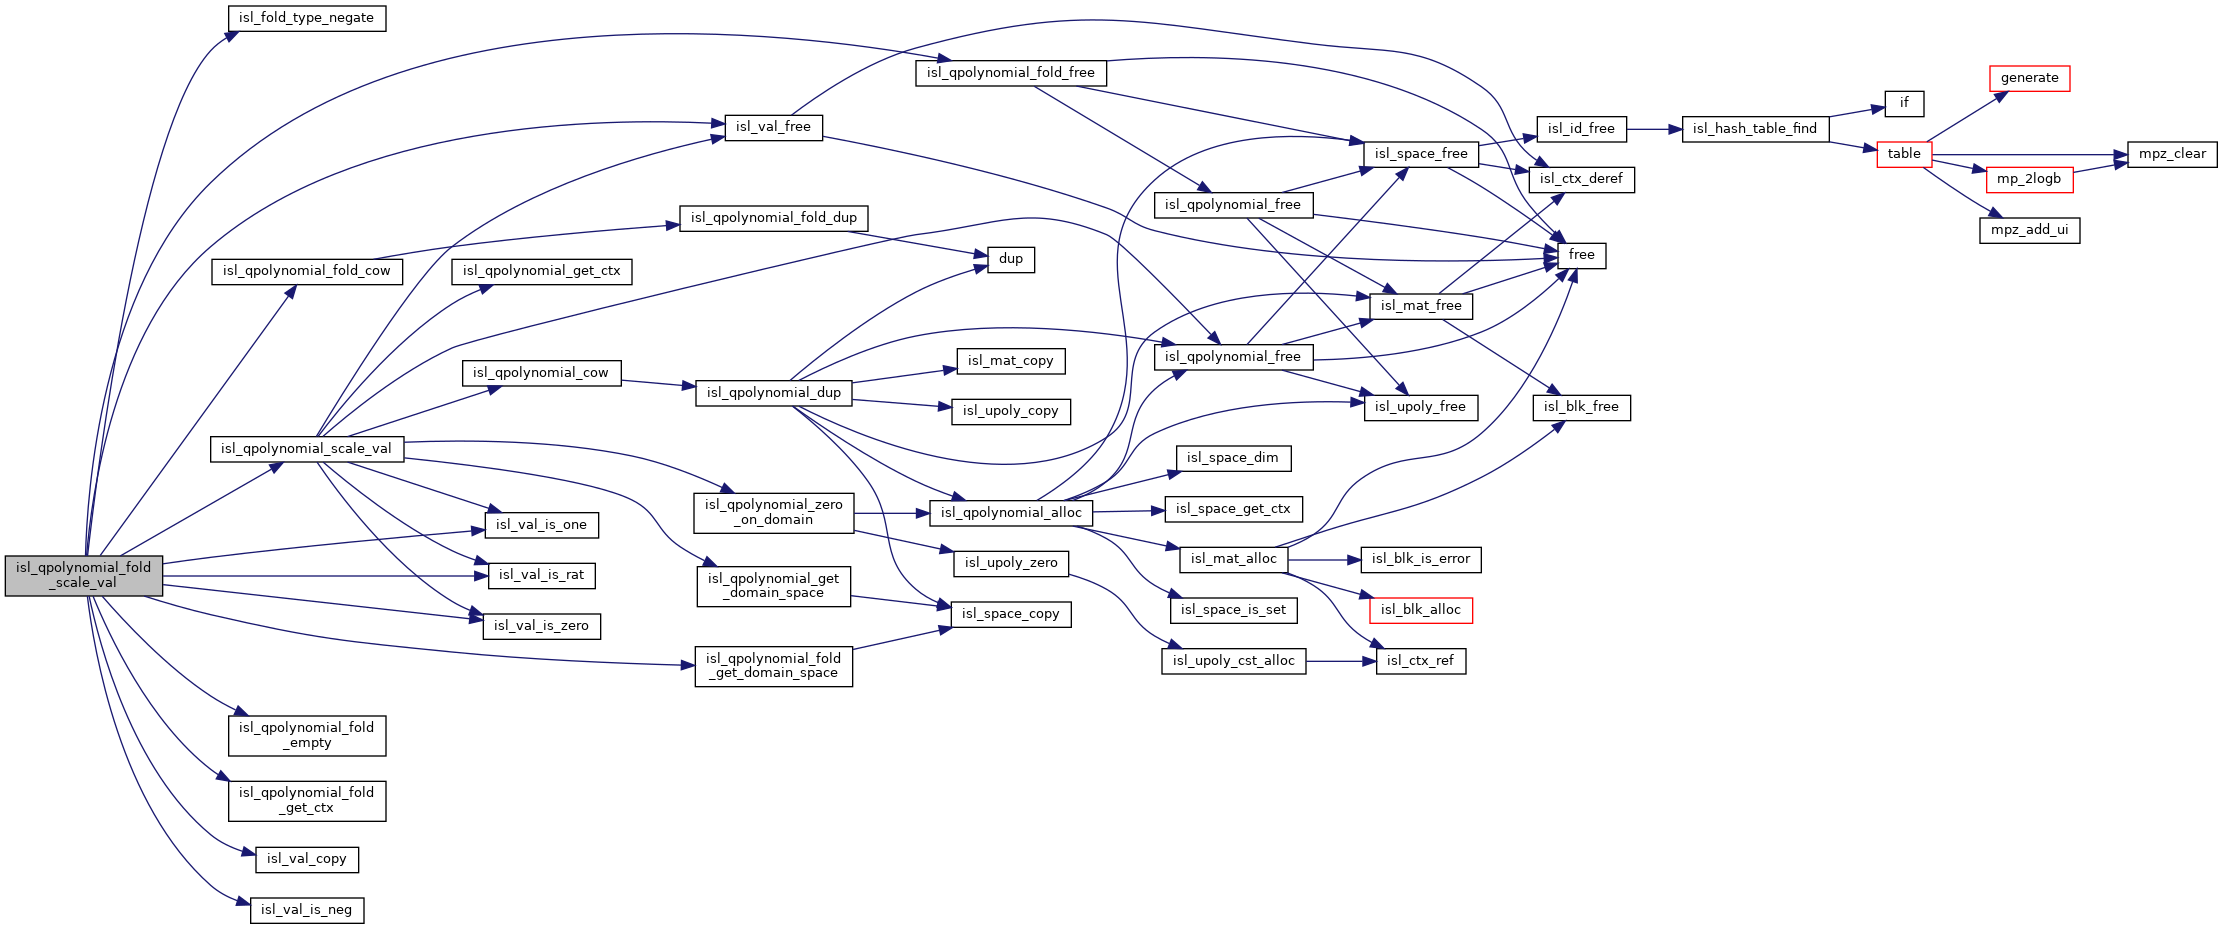 isl_fold_type_negate
isl_qpolynomial_fold_free
generate
isl_val_free
if
isl_id_free
isl_hash_table_find
isl_space_free
table
mpz_clear
isl_ctx_deref
mp_2logb
isl_qpolynomial_free
isl_qpolynomial_fold_dup
mpz_add_ui
dup
free
isl_qpolynomial_fold_cow
isl_qpolynomial_get_ctx
isl_mat_free
isl_qpolynomial_free
isl_mat_copy
isl_qpolynomial_cow
isl_qpolynomial_dup
isl_upoly_copy
isl_upoly_free
isl_blk_free
isl_qpolynomial_scale_val
isl_space_dim
isl_qpolynomial_zero
_on_domain
isl_qpolynomial_alloc
isl_space_get_ctx
isl_val_is_one
isl_upoly_zero
isl_mat_alloc
isl_blk_is_error
isl_qpolynomial_fold
_scale_val
isl_val_is_rat
isl_qpolynomial_get
_domain_space
isl_space_copy
isl_space_is_set
isl_blk_alloc
isl_val_is_zero
isl_qpolynomial_fold
_get_domain_space
isl_upoly_cst_alloc
isl_ctx_ref
isl_qpolynomial_fold
_empty
isl_qpolynomial_fold
_get_ctx
isl_val_copy
isl_val_is_neg